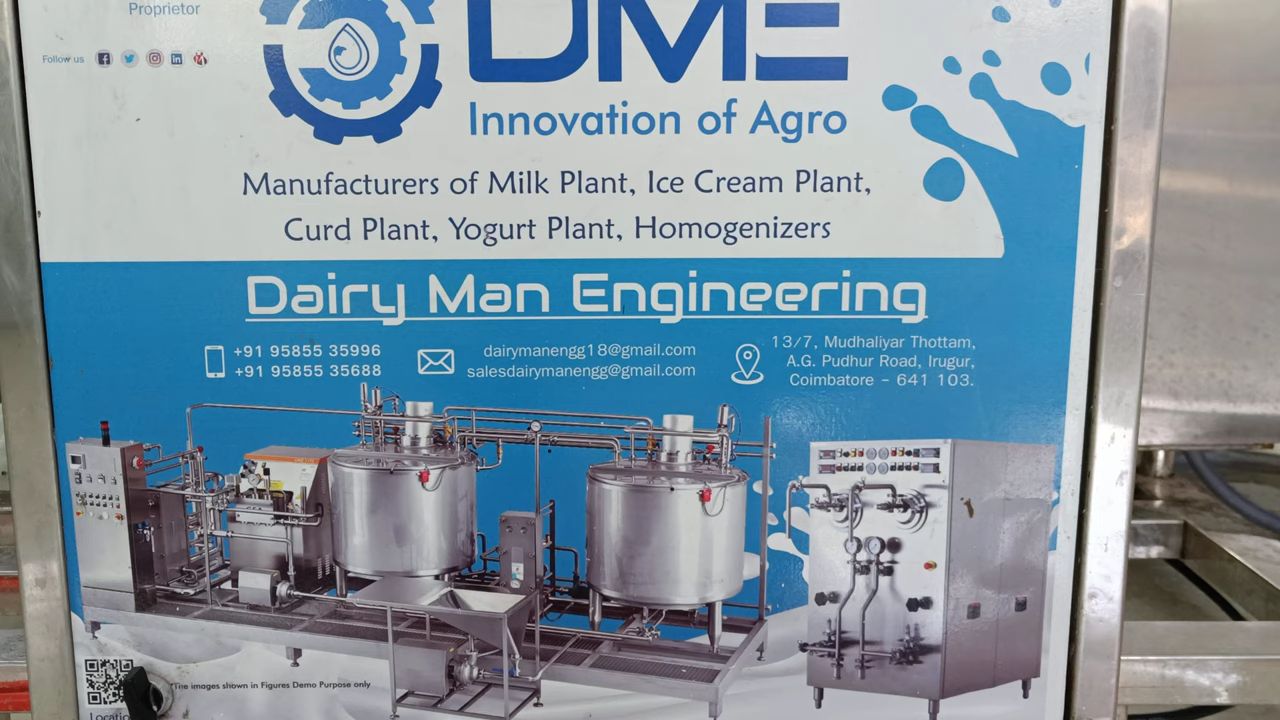 Proprietor
Follow us
DME
Innovation of Agro
Manufacturers of Milk Plant, Ice Cream Plant,
Curd Plant, Yogurt Plant, Homogenizers
Dairy Man Engineering
+91 95855 35996
+91 95855 35688
dairymanengg18@gmail.com
salesdairymanengg@gmail.com
13/7, Mudhaliyar Thottam,
A.G. Pudhur Road, Irugur,
Coimbatore - 641 103.
*The images shown in Figures Demo Purpose only